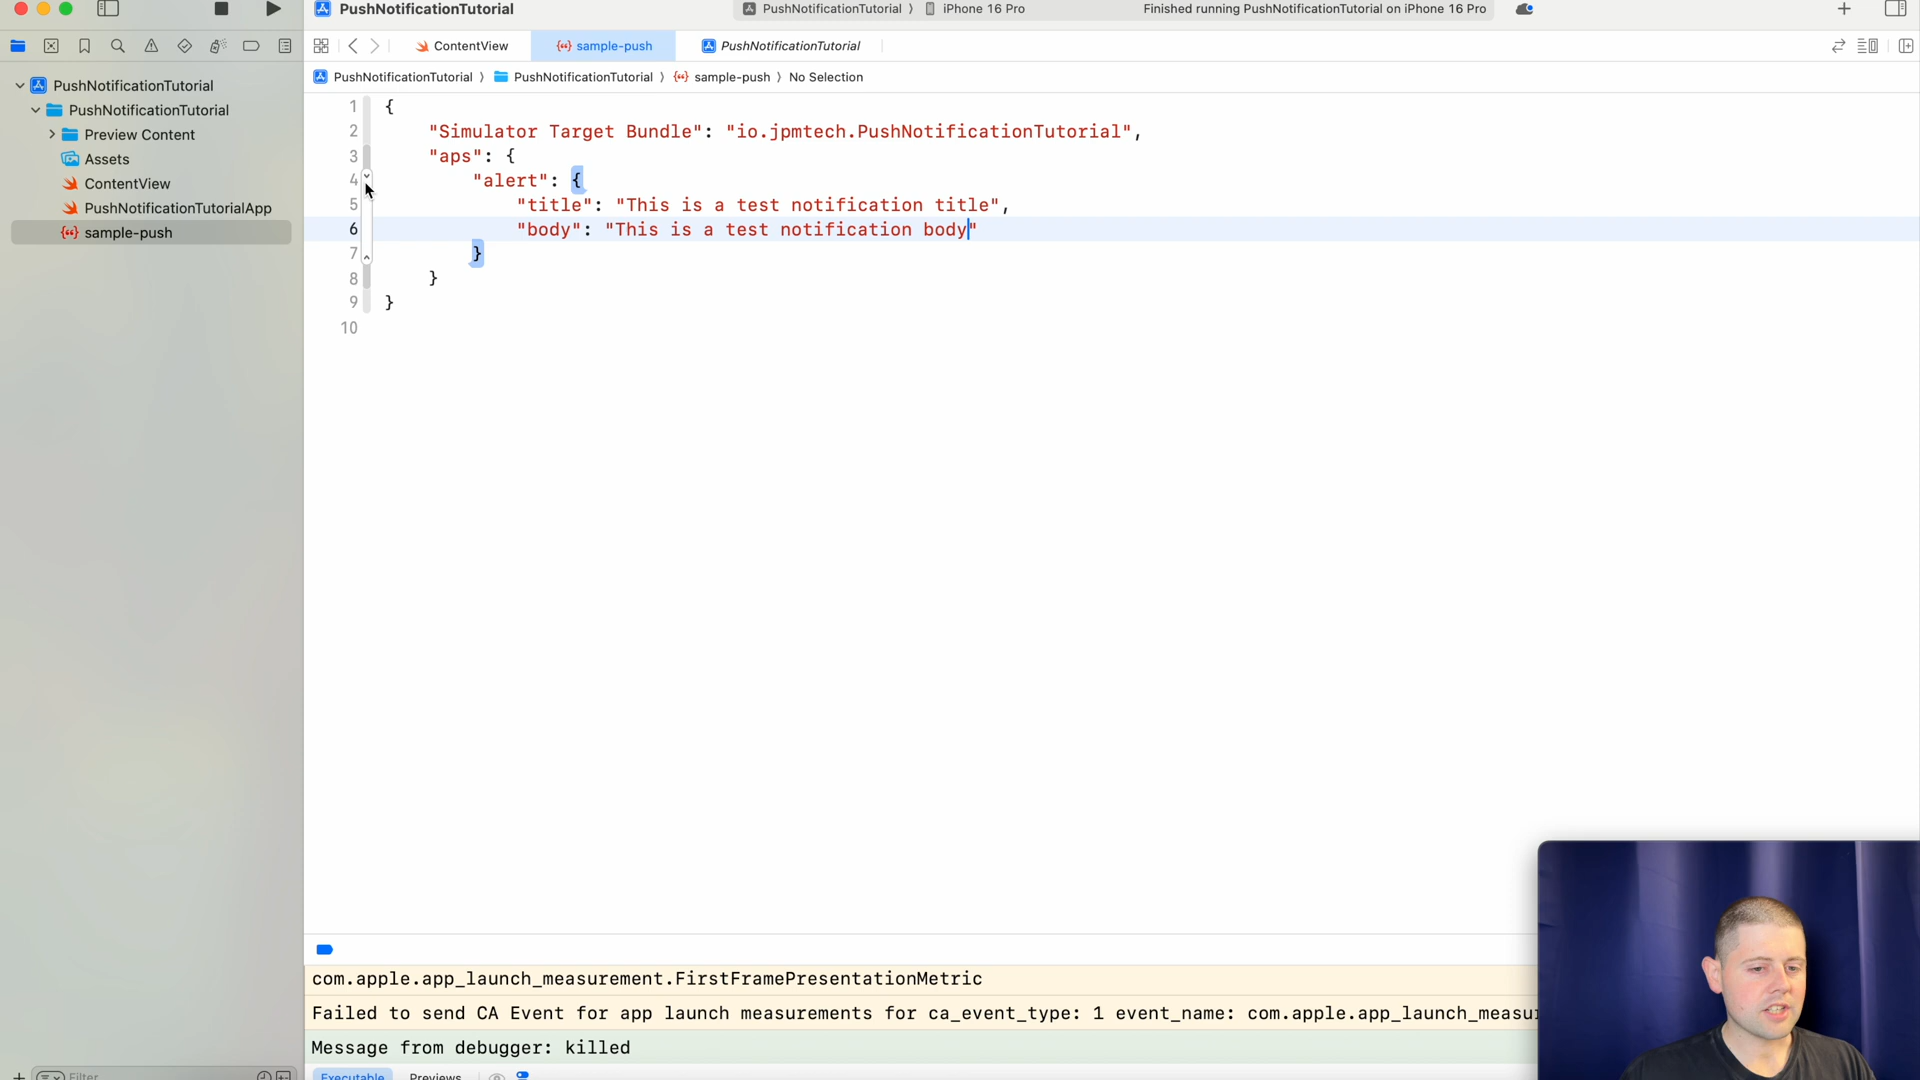 PushNotificationTutorial
PushNotificationTutorial 〉 iPhone 16 Pro
Finished running PushNotificationTutorial on iPhone 16 Pro
ContentView
sample-push
PushNotificationTutorial
PushNotificationTutorial 〉 PushNotificationTutorial 〉 sample-push 〉 No Selection
PushNotificationTutorial
PushNotificationTutorial
Preview Content
Assets
ContentView
PushNotificationTutorialApp
sample-push
1 {
2 "Simulator Target Bundle": "io.jpmtech.PushNotificationTutorial",
3 "aps": {
4 "alert": {
5 "title": "This is a test notification title",
6 "body": "This is a test notification body"
7 }
8 }
9 }
10
com.apple.app_launch_measurement.FirstFramePresentationMetric
Failed to send CA Event for app launch measurements for ca_event_type: 1 event_name: com.apple.app_launch_measu
Message from debugger: killed
Filter
Executable
Previews